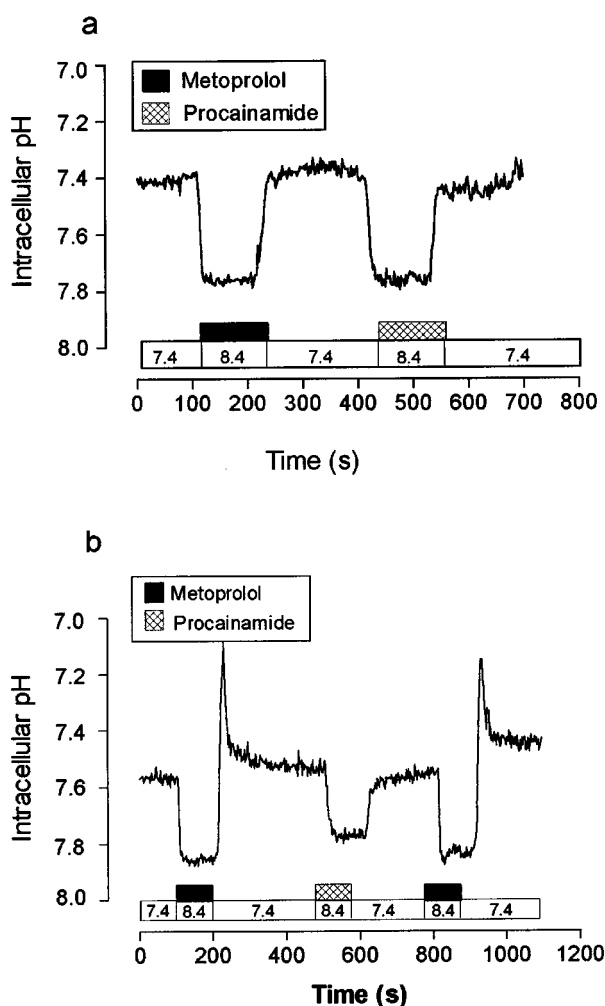 a
Metoprolol
Procainamide
Intracellular pH
7.0
7.2
7.4
7.6
7.8
8.0
7.4 8.4 7.4 8.4 7.4
0 100 200 300 400 500 600 700 800
Time (s)
b
Metoprolol
Procainamide
Intracellular pH
7.0
7.2
7.4
7.6
7.8
8.0
7.4 8.4 7.4 8.4 7.4 8.4 7.4
0 200 400 600 800 1000 1200
Time (s)